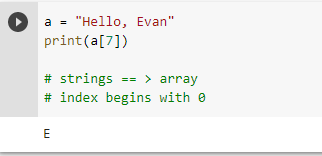 a = "Hello, Evan"
print(a[7])
# strings == > array
# index begins with 0
E